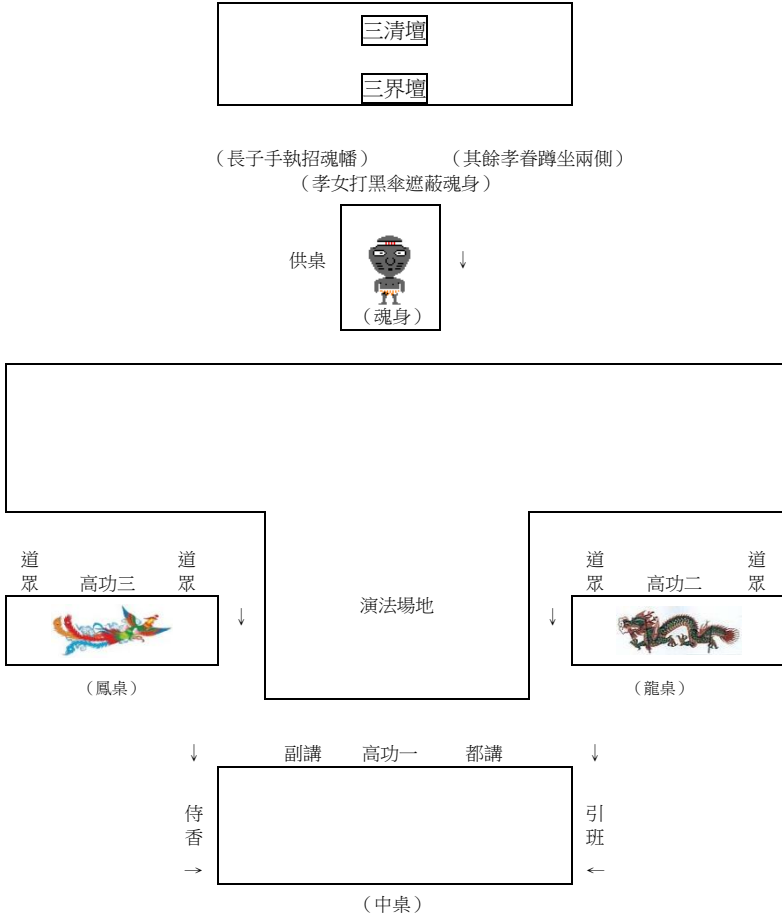 三清壇
三界壇
（長子手執招魂幡）　（其餘孝眷蹲坐兩側）
（孝女打黑傘遮蔽魂身）
供桌　↓
（魂身）
道眾　高功三　道眾
道眾　高功二　道眾
↓　演法場地　↓
（鳳桌）　（龍桌）
↓　副講　高功一　都講　↓
侍香　引班
→　←
（中桌）